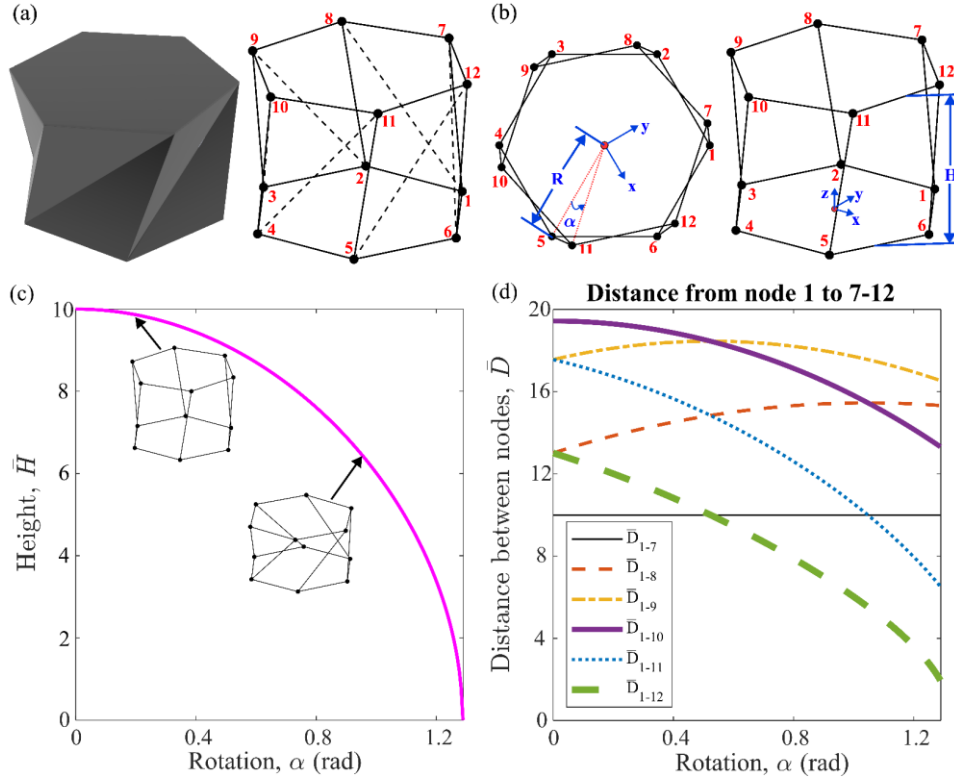 (a)
8
7
9
12
10
11
2
3
1
4
6
5
(b)
3
8
2
9
7
4
y
1
R
10
x
α
12
5
6
11
8
7
9
12
10
11
H
2
3
z
y
1
x
4
6
5
(c)
10
8
6
4
2
0
Height, H̄
0
0.4
0.8
1.2
Rotation, α (rad)
(d)
Distance from node 1 to 7-12
20
16
12
8
4
0
Distance between nodes, D̄
D̄1-7
D̄1-8
D̄1-9
D̄1-10
D̄1-11
D̄1-12
0
0.4
0.8
1.2
Rotation, α (rad)